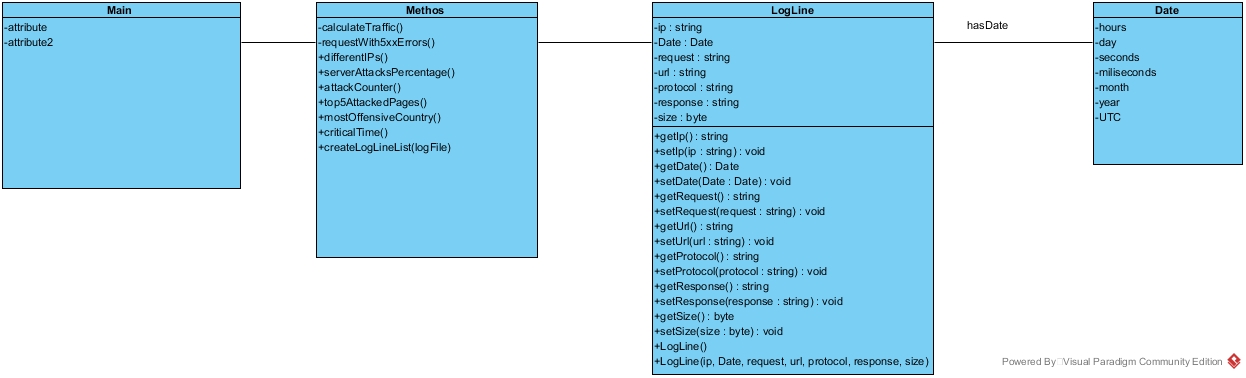 Main
-attribute
-attribute2
Methos
-calculateTraffic()
-requestWith5xxErrors()
+differentIPs()
+serverAttacksPercentage()
+attackCounter()
+top5AttackedPages()
+mostOffensiveCountry()
+criticalTime()
+createLogLineList(logFile)
LogLine
-ip : string
-Date : Date
-request : string
-url : string
-protocol : string
-response : string
-size : byte
+getIp() : string
+setIp(ip : string) : void
+getDate() : Date
+setDate(Date : Date) : void
+getRequest() : string
+setRequest(request : string) : void
+getUrl() : string
+setUrl(url : string) : void
+getProtocol() : string
+setProtocol(protocol : string) : void
+getResponse() : string
+setResponse(response : string) : void
+getSize() : byte
+setSize(size : byte) : void
+LogLine()
+LogLine(ip, Date, request, url, protocol, response, size)
hasDate
Date
-hours
-day
-seconds
-miliseconds
-month
-year
-UTC
Powered By Visual Paradigm Community Edition